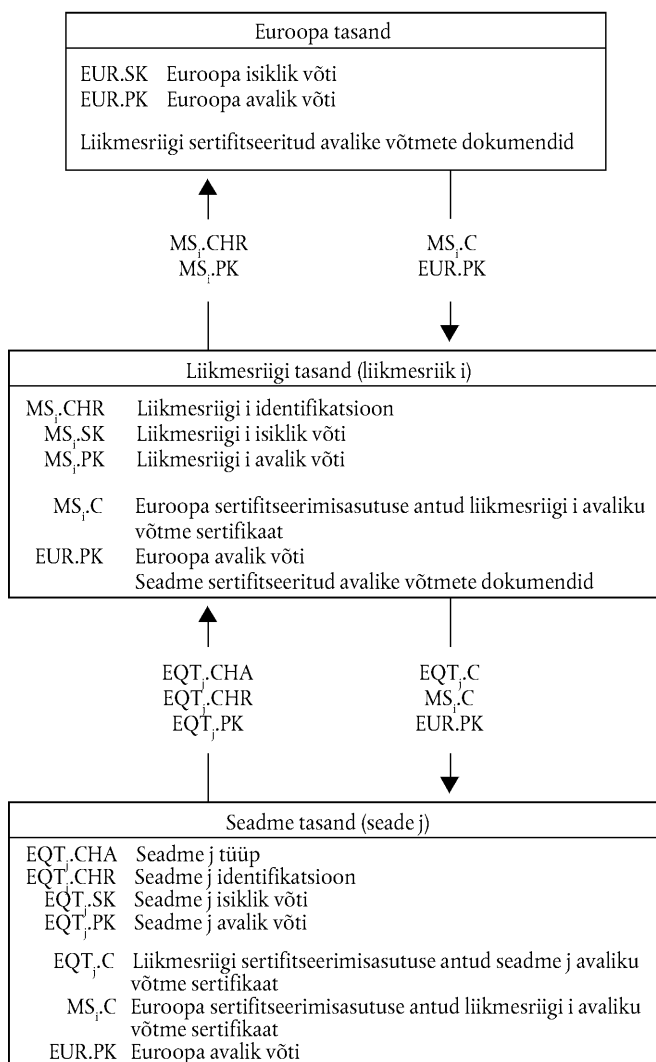 Euroopa tasand
EUR.SK Euroopa isiklik võti
EUR.PK Euroopa avalik võti
Liikmesriigi sertifitseeritud avalike võtmete dokumendid
MSi.CHR
MSi.PK
MSi.C
EUR.PK
Liikmesriigi tasand (liikmesriik i)
MSi.CHR Liikmesriigi i identifikatsioon
MSi.SK Liikmesriigi i isiklik võti
MSi.PK Liikmesriigi i avalik võti
MSi.C Euroopa sertifitseerimisasutuse antud liikmesriigi i avaliku
võtme sertifikaat
EUR.PK Euroopa avalik võti
Seadme sertifitseeritud avalike võtmete dokumendid
EQTj.CHA
EQTj.CHR
EQTj.PK
EQTj.C
MSi.C
EUR.PK
Seadme tasand (seade j)
EQTj.CHA Seadme j tüüp
EQTj.CHR Seadme j identifikatsioon
EQTj.SK Seadme j isiklik võti
EQTj.PK Seadme j avalik võti
EQTj.C Liikmesriigi sertifitseerimisasutuse antud seadme j avaliku
võtme sertifikaat
MSi.C Euroopa sertifitseerimisasutuse antud liikmesriigi i avaliku
võtme sertifikaat
EUR.PK Euroopa avalik võti